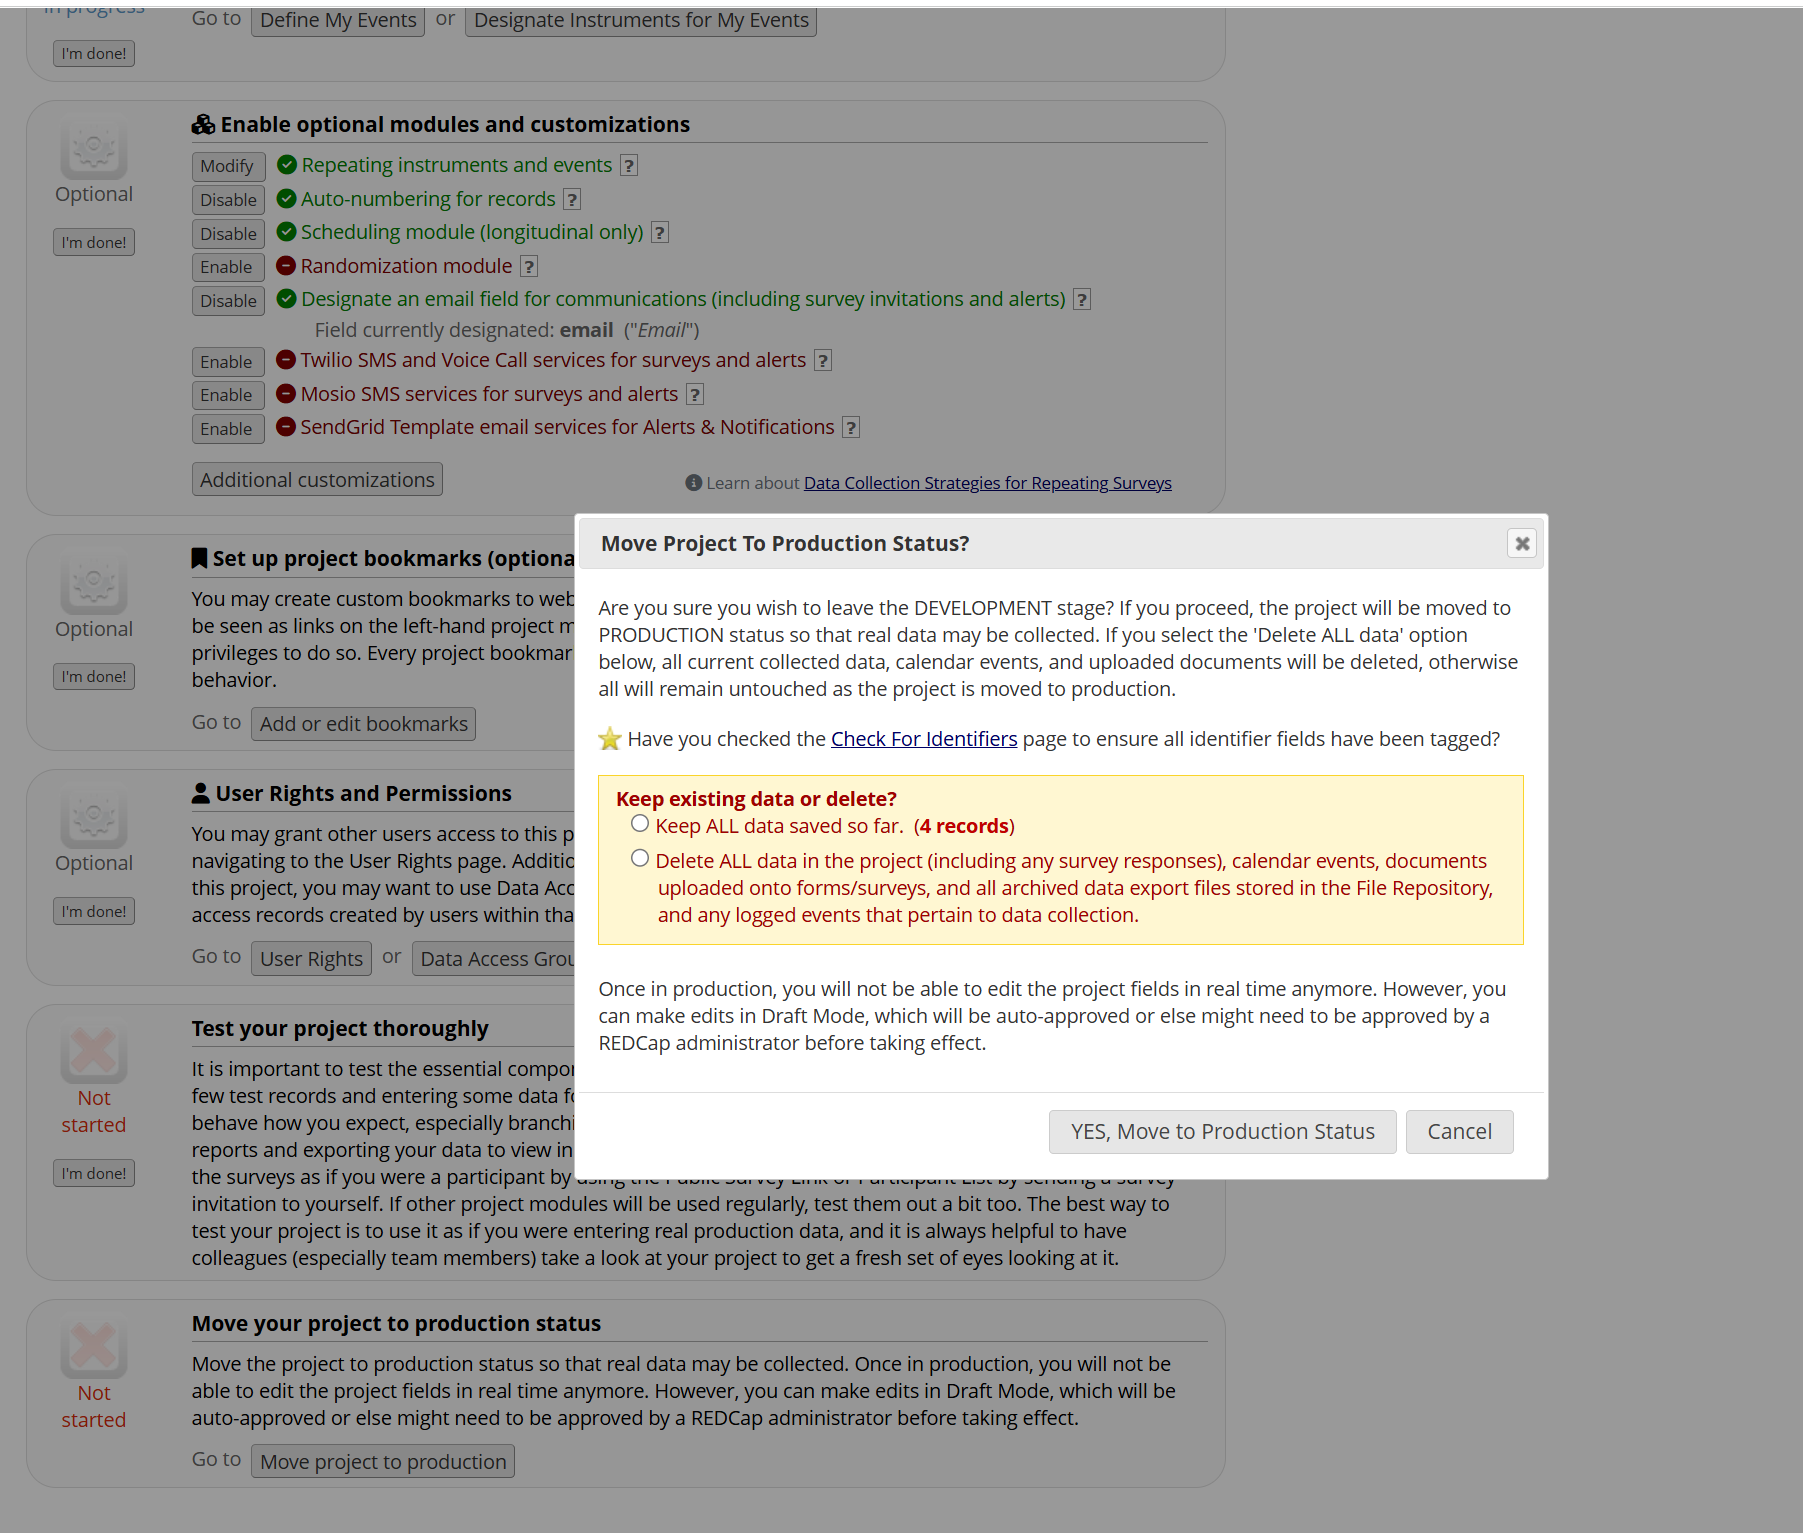 In progress
Go to Define My Events or Designate Instruments for My Events
I'm done!
Enable optional modules and customizations
Optional
I'm done!
Modify Repeating instruments and events ?
Disable Auto-numbering for records ?
Disable Scheduling module (longitudinal only) ?
Enable Randomization module ?
Disable Designate an email field for communications (including survey invitations and alerts) ?
Field currently designated: email ("Email")
Enable Twilio SMS and Voice Call services for surveys and alerts ?
Enable Mosio SMS services for surveys and alerts ?
Enable SendGrid Template email services for Alerts & Notifications ?
Additional customizations
Learn about Data Collection Strategies for Repeating Surveys
Set up project bookmarks (optiona
Optional
I'm done!
You may create custom bookmarks to web
be seen as links on the left-hand project m
privileges to do so. Every project bookmar
behavior.
Go to Add or edit bookmarks
User Rights and Permissions
Optional
I'm done!
You may grant other users access to this p
navigating to the User Rights page. Additio
this project, you may want to use Data Acc
access records created by users within tha
Go to User Rights or Data Access Grou
Test your project thoroughly
Not
started
I'm done!
It is important to test the essential compor
few test records and entering some data fo
behave how you expect, especially branchi
reports and exporting your data to view in
the surveys as if you were a participant by using the Public Survey Link or Participant List by sending a survey
invitation to yourself. If other project modules will be used regularly, test them out a bit too. The best way to
test your project is to use it as if you were entering real production data, and it is always helpful to have
colleagues (especially team members) take a look at your project to get a fresh set of eyes looking at it.
Move your project to production status
Not
started
Move the project to production status so that real data may be collected. Once in production, you will not be
able to edit the project fields in real time anymore. However, you can make edits in Draft Mode, which will be
auto-approved or else might need to be approved by a REDCap administrator before taking effect.
Go to Move project to production
Move Project To Production Status?
Are you sure you wish to leave the DEVELOPMENT stage? If you proceed, the project will be moved to
PRODUCTION status so that real data may be collected. If you select the 'Delete ALL data' option
below, all current collected data, calendar events, and uploaded documents will be deleted, otherwise
all will remain untouched as the project is moved to production.
Have you checked the Check For Identifiers page to ensure all identifier fields have been tagged?
Keep existing data or delete?
Keep ALL data saved so far. (4 records)
Delete ALL data in the project (including any survey responses), calendar events, documents
uploaded onto forms/surveys, and all archived data export files stored in the File Repository,
and any logged events that pertain to data collection.
Once in production, you will not be able to edit the project fields in real time anymore. However, you
can make edits in Draft Mode, which will be auto-approved or else might need to be approved by a
REDCap administrator before taking effect.
YES, Move to Production Status Cancel